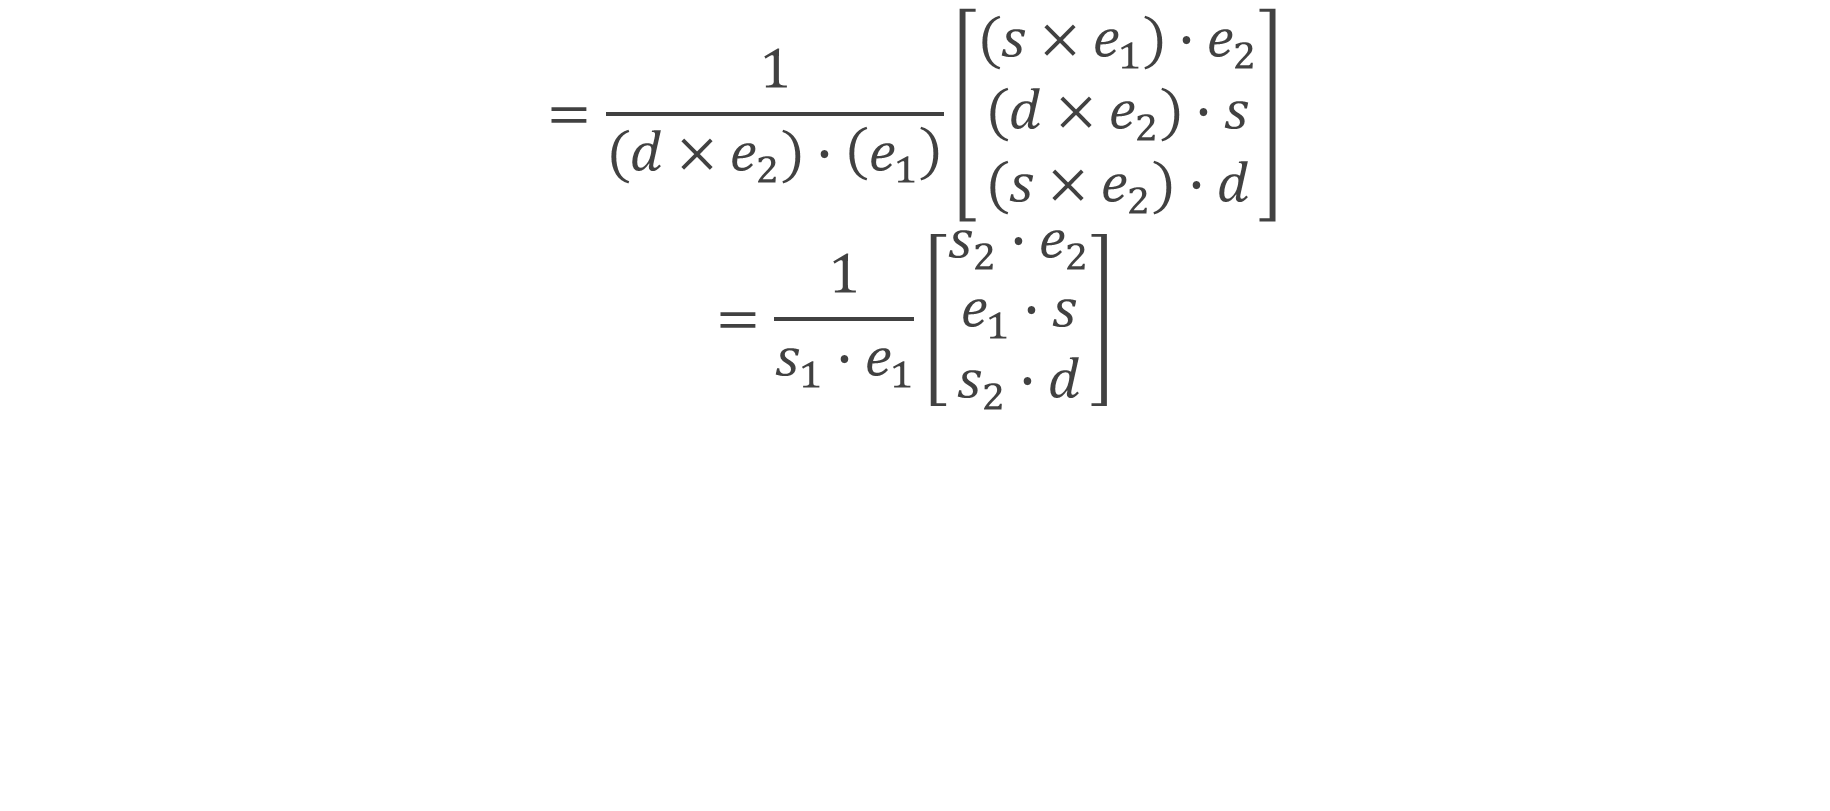 = 1 / ((d × e₂) · (e₁)) [(s × e₁) · e₂
(d × e₂) · s
(s × e₂) · d]
= 1 / (s₁ · e₁) [s₂ · e₂
e₁ · s
s₂ · d]